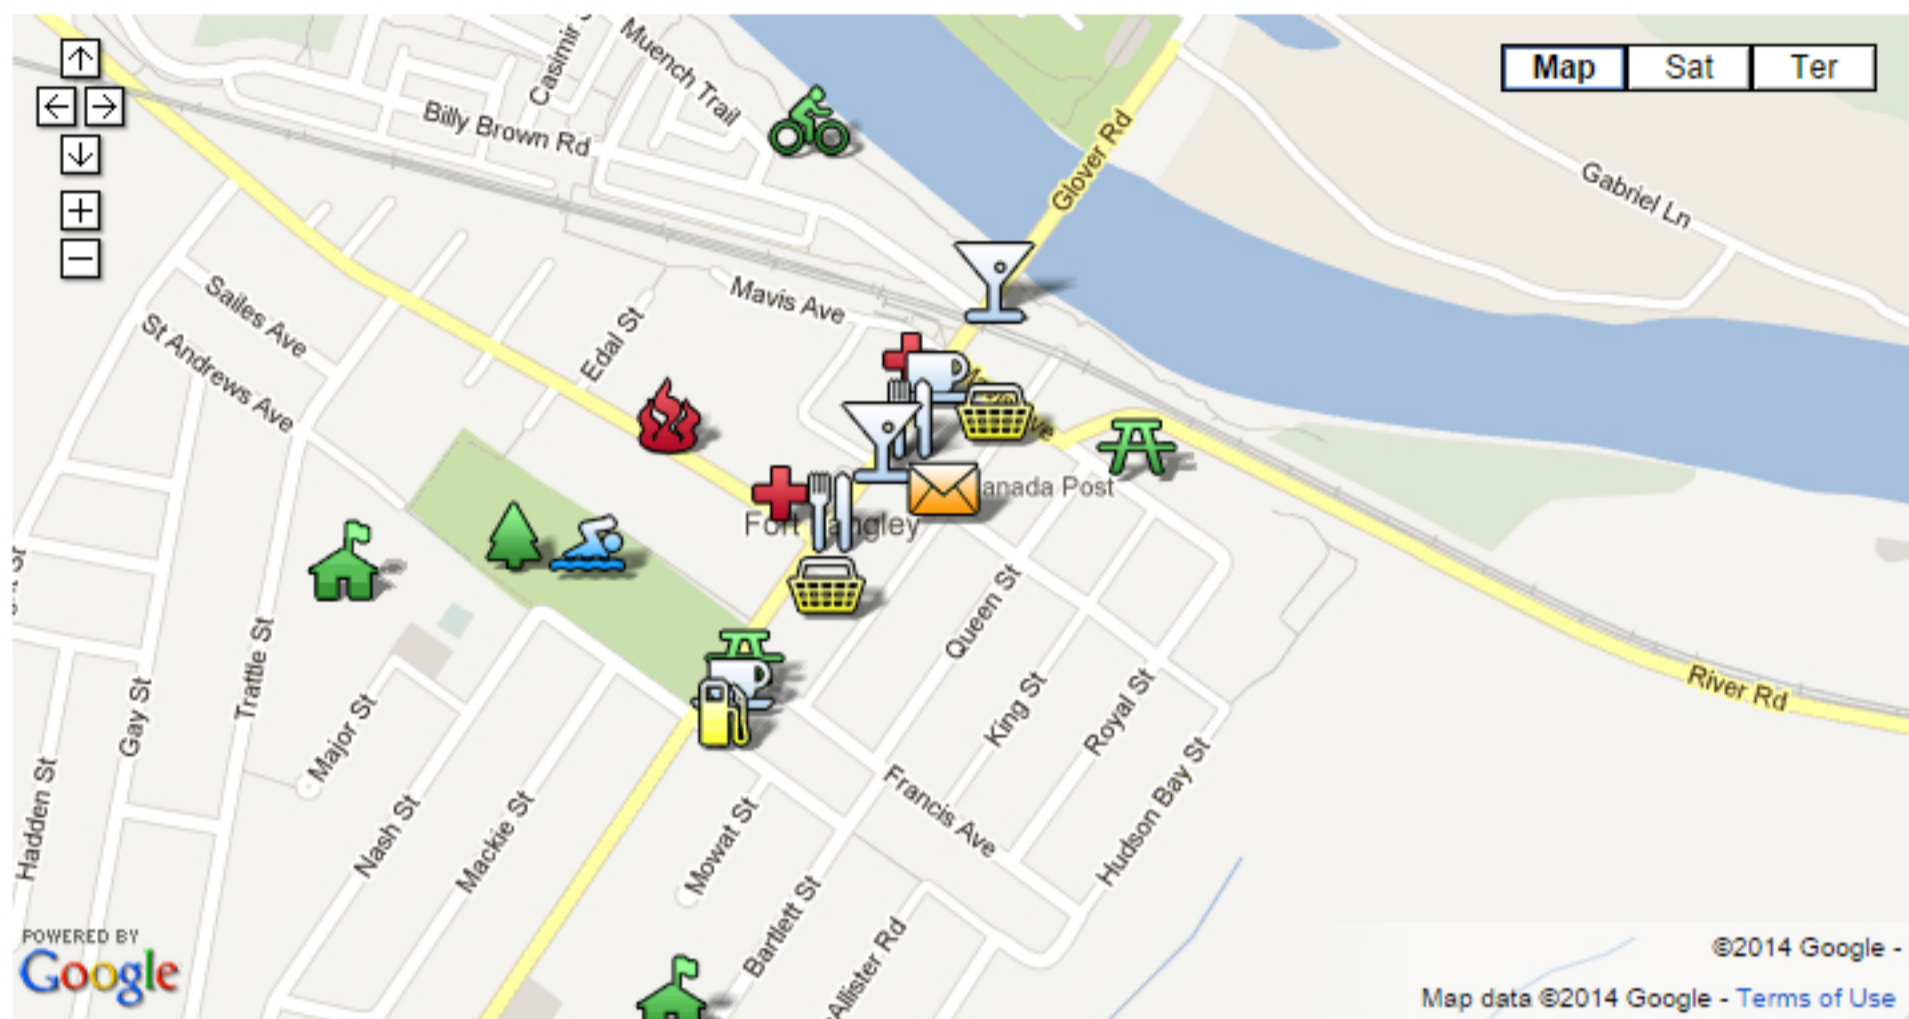 Casimir
Muench Trail
Map
Sat
Ter
Billy Brown Rd
Glover Rd
Gabriel Ln
Mavis Ave
Sailes Ave
St Andrews Ave
Edal St
anada Post
Fort Langley
Queen St
King St
Royal St
River Rd
Trattle St
Gay St
Major St
Hadden St
Nash St
Mackie St
Mowat St
Francis Ave
Hudson Bay St
Bartlett St
Allister Rd
POWERED BY
Google
©2014 Google -
Map data ©2014 Google - Terms of Use